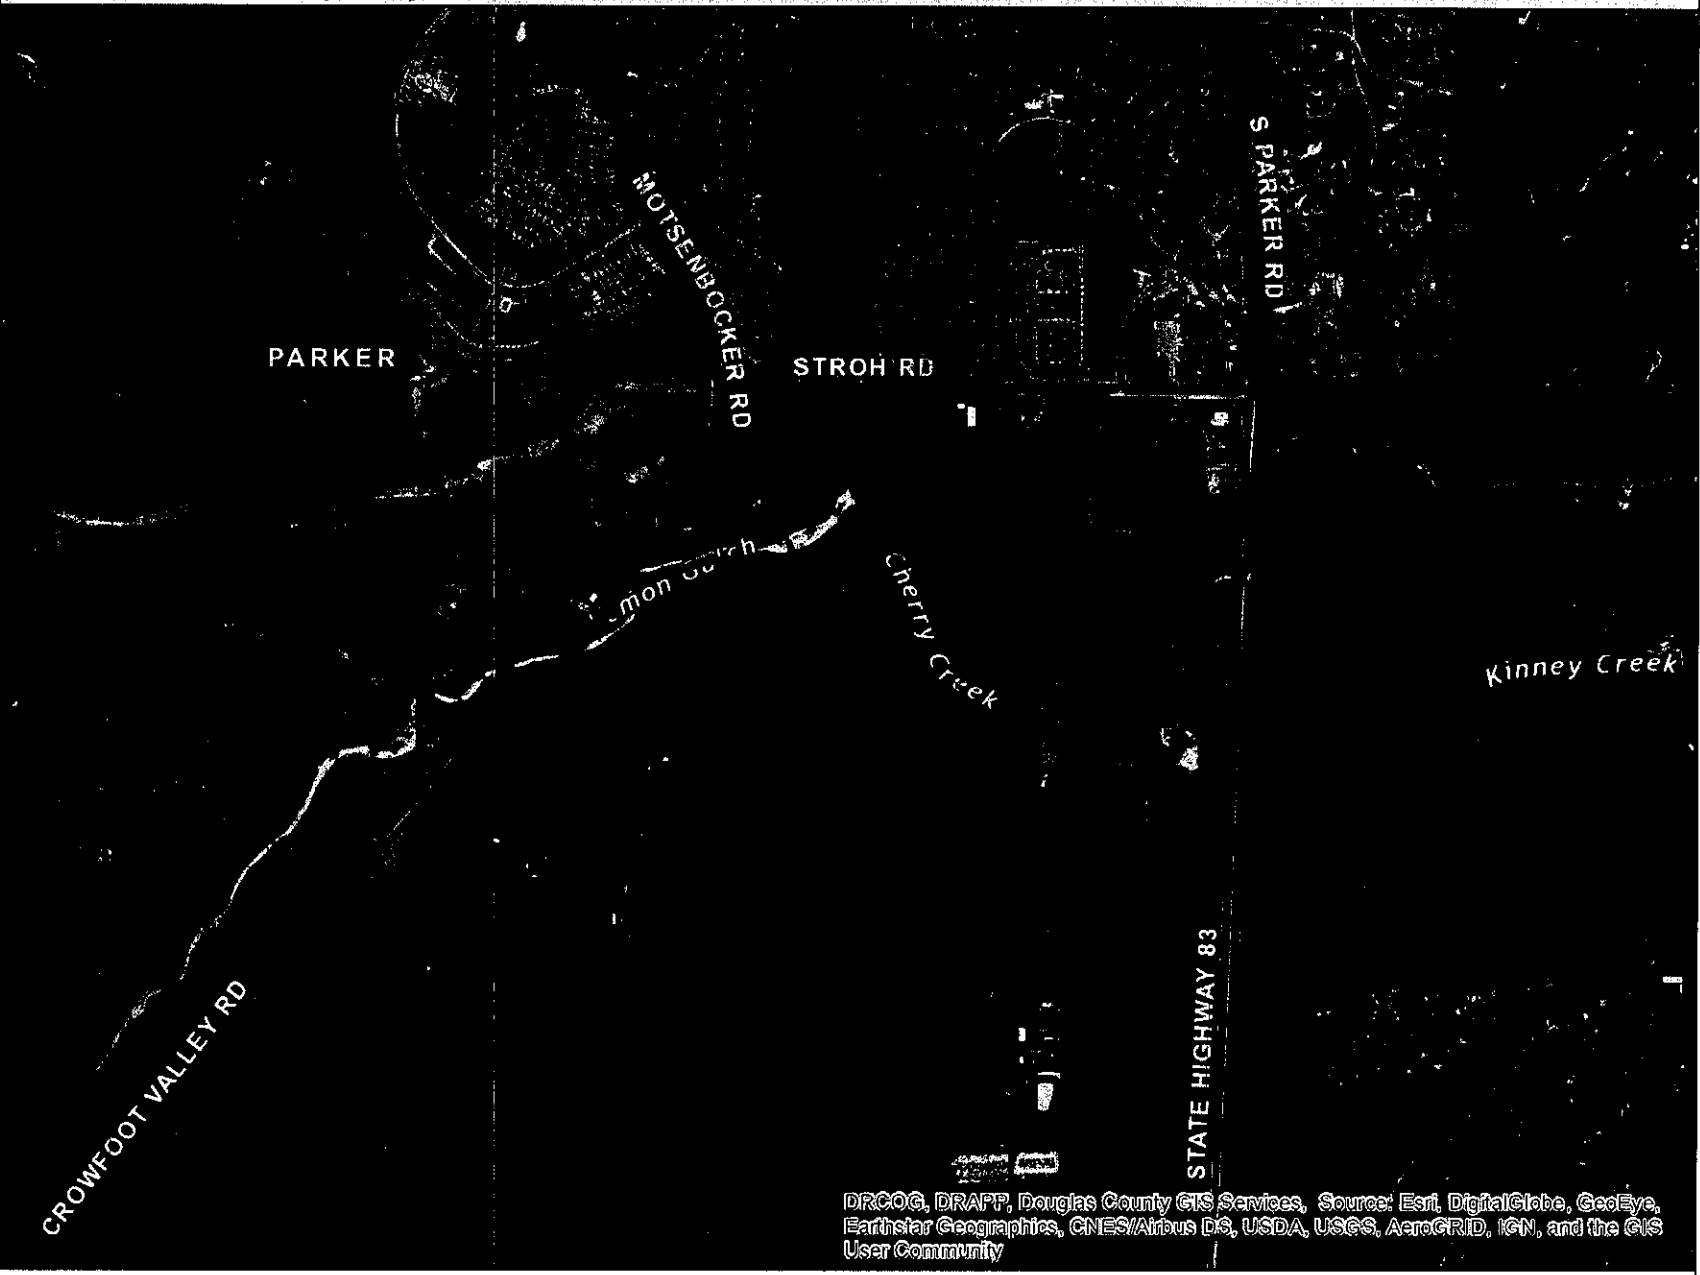 S PARKER RD
MOTSENBOCKER RD
PARKER
STROH RD
Cherry Creek
Kinney Creek
STATE HIGHWAY 83
CROWFOOT VALLEY RD
DRCOG, DRAPP, Douglas County GIS Services, Source: Esri, DigitalGlobe, GeoEye,
Earthstar Geographics, CNES/Airbus DS, USDA, USGS, AeroGRID, IGN, and the GIS
User Community